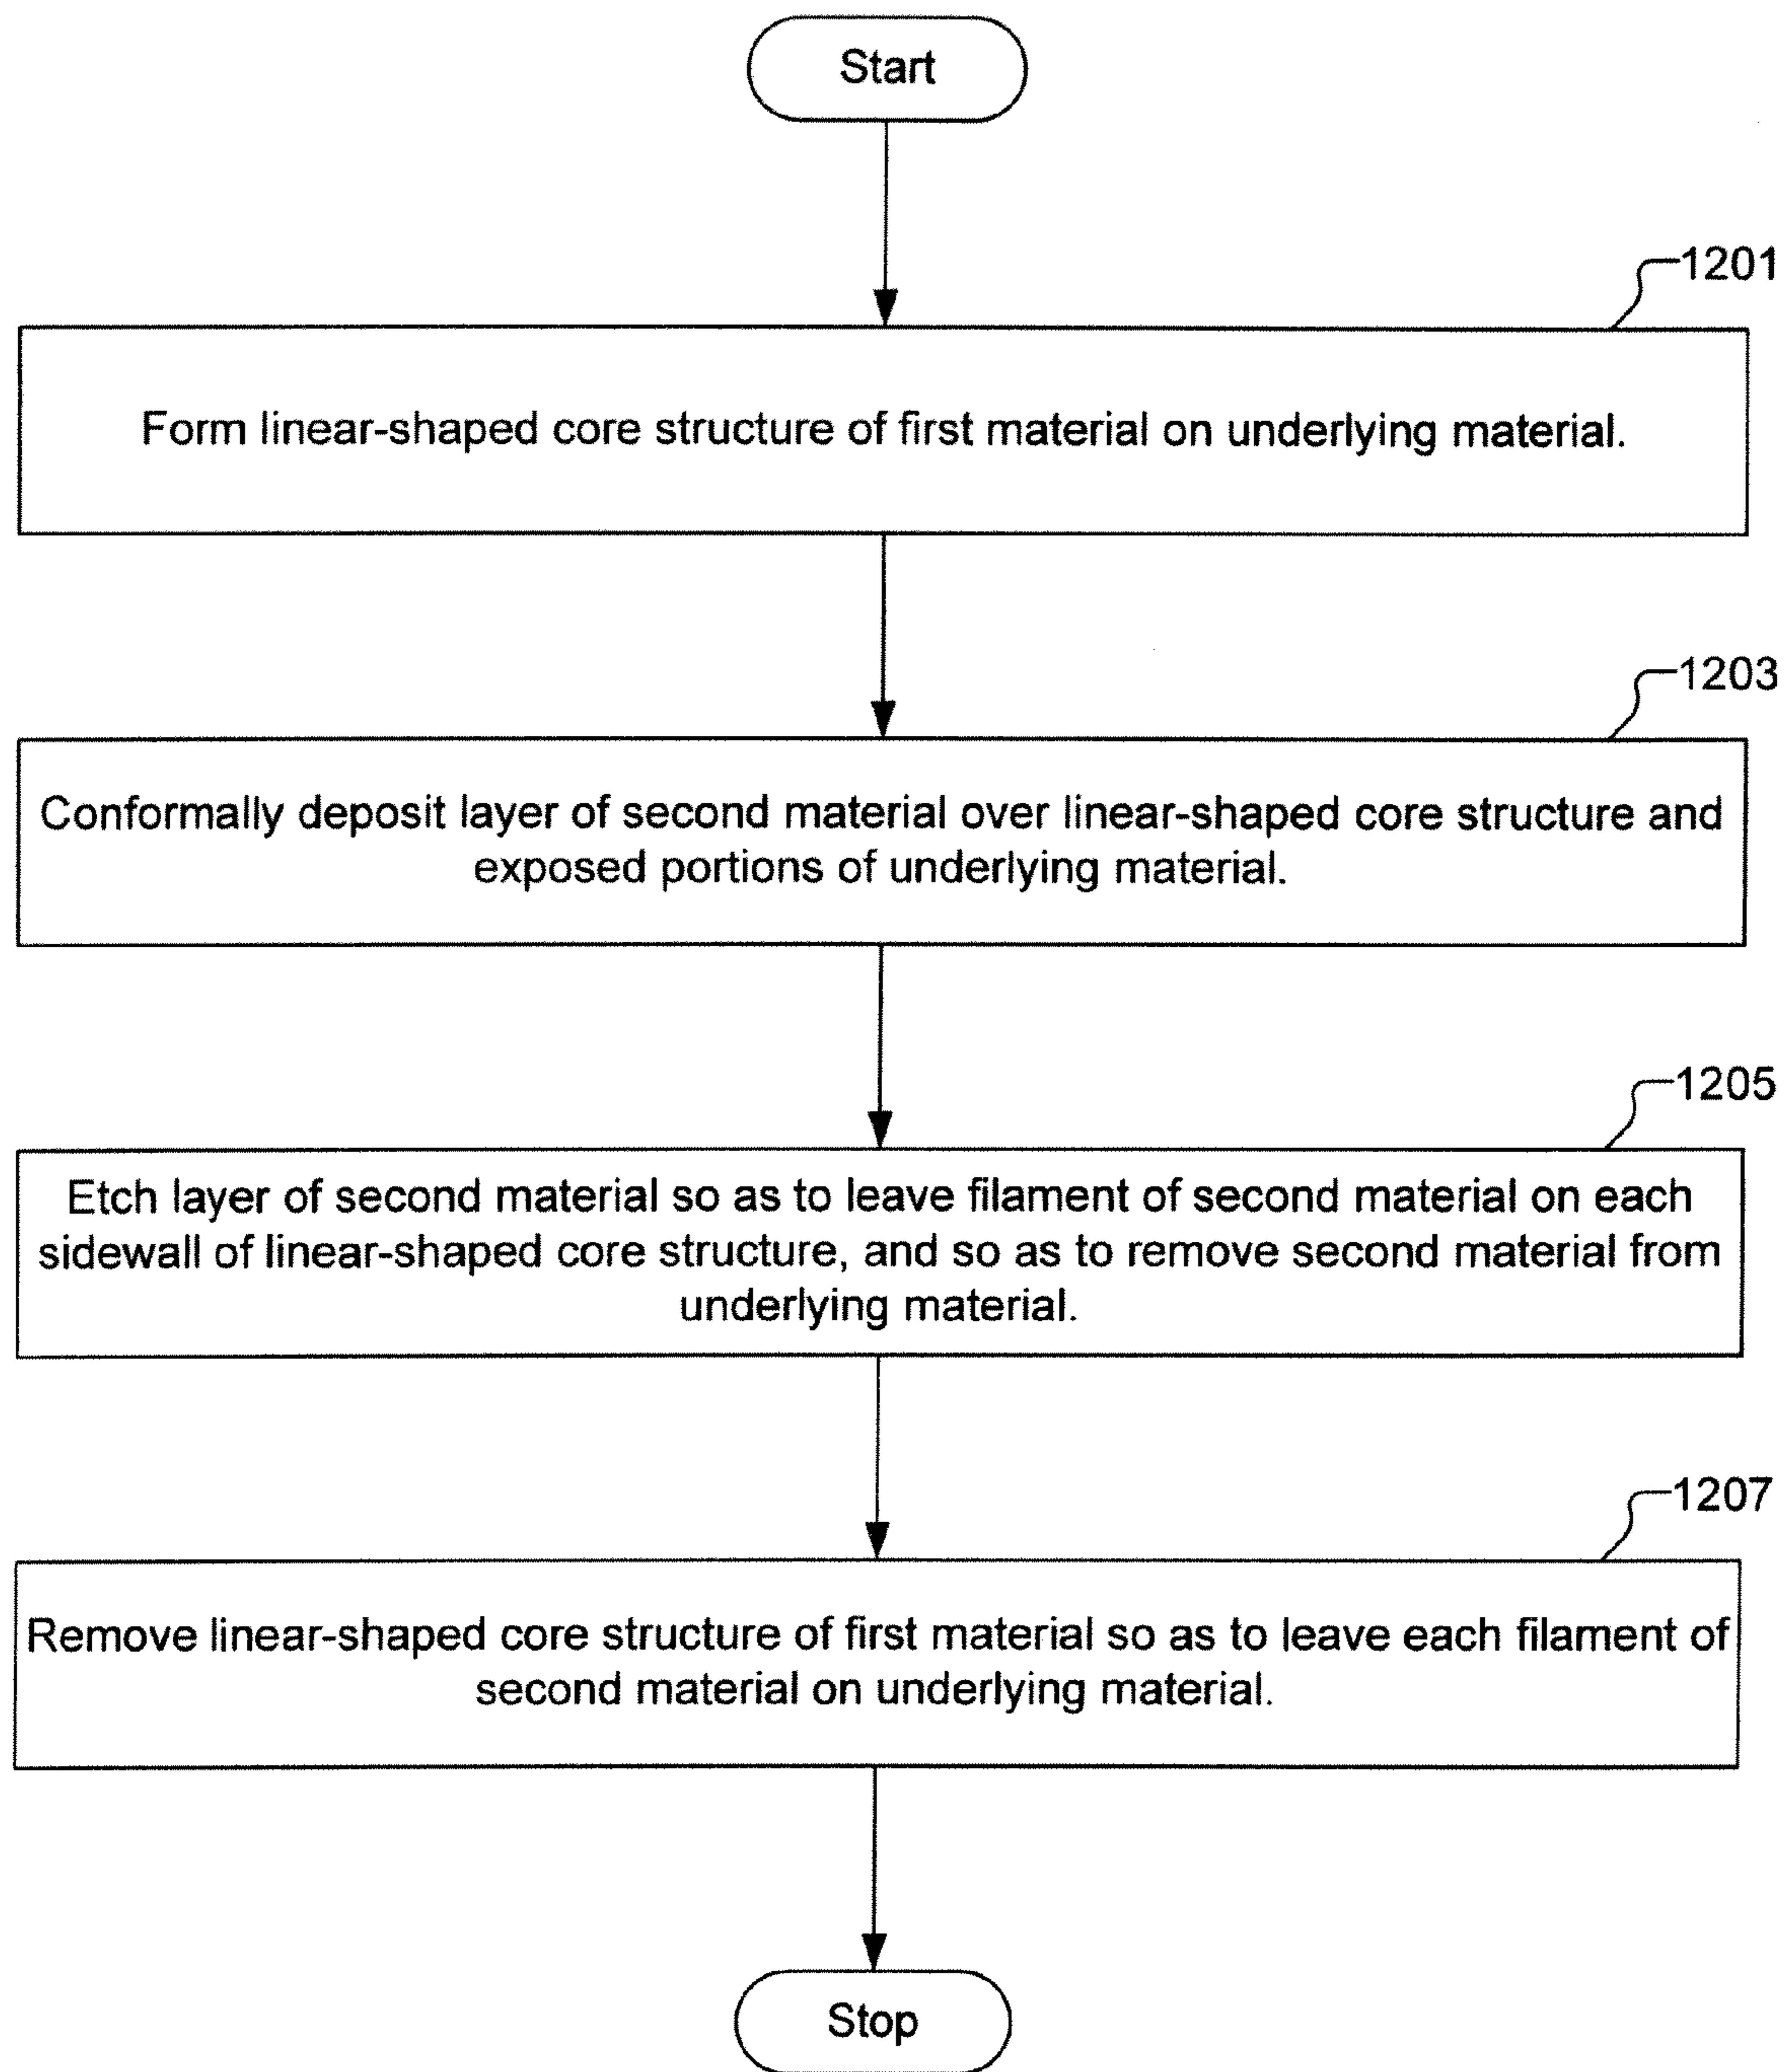 Start
1201
Form linear-shaped core structure of first material on underlying material.
1203
Conformally deposit layer of second material over linear-shaped core structure and
exposed portions of underlying material.
1205
Etch layer of second material so as to leave filament of second material on each
sidewall of linear-shaped core structure, and so as to remove second material from
underlying material.
1207
Remove linear-shaped core structure of first material so as to leave each filament of
second material on underlying material.
Stop